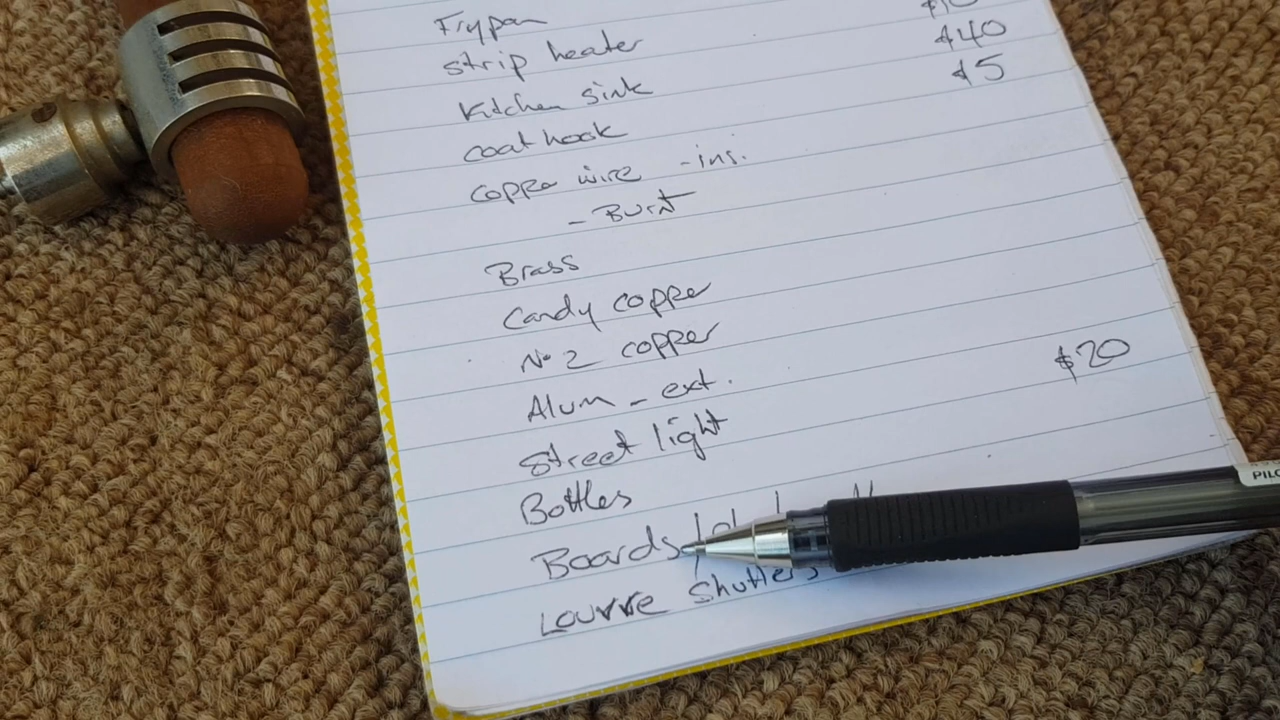 Frypan
strip heater $40
Kitchen sink $5
coat hook
copper wire - ins.
- Burnt
Brass
Candy copper
No 2 copper
Alum - ext.
Street light $20
Bottles
Boards
Louvre Shutters